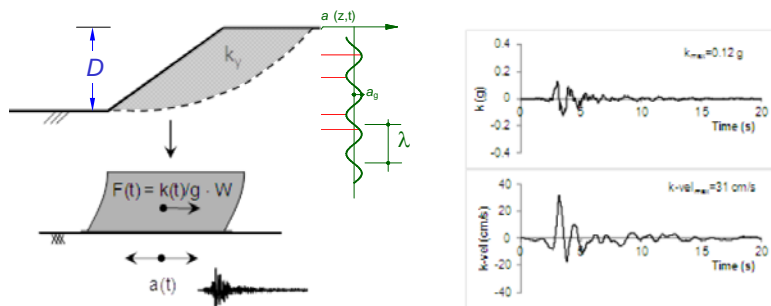 a (z,t)
D
k_y
a_g
λ
F(t) = k(t)/g · W
a(t)
0.4
0.2
0
-0.2
-0.4
k (g)
k_max=0.12 g
0 5 10 15 20
Time (s)
40
20
0
-20
-40
k-vel(cm/s)
k-vel_max=31 cm/s
0 5 10 15 20
Time (s)